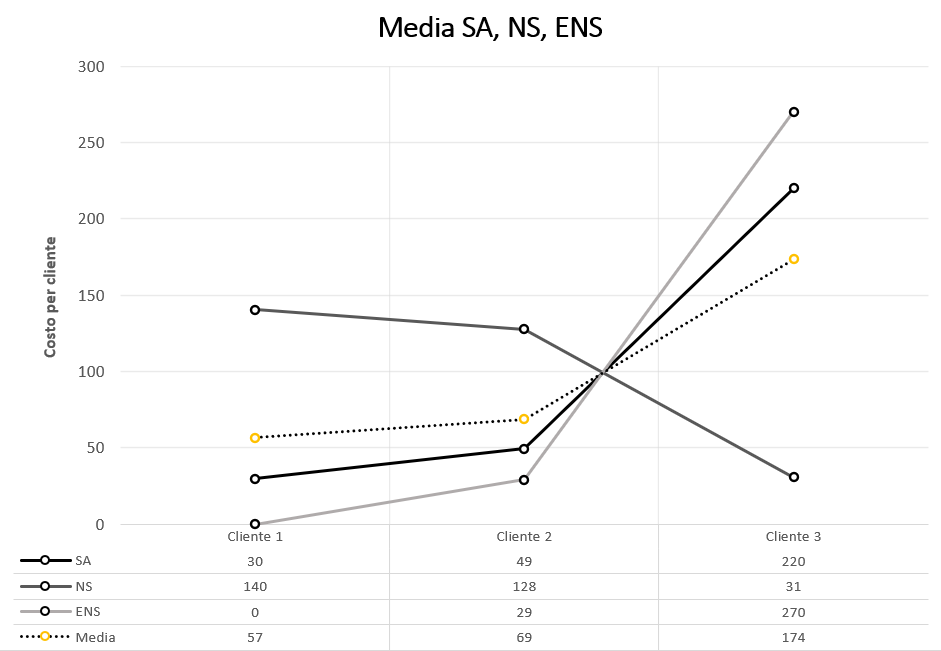 Media SA, NS, ENS
300
250
200
150
100
50
0
Costo per cliente
Cliente 1 Cliente 2 Cliente 3
SA 30 49 220
NS 140 128 31
ENS 0 29 270
Media 57 69 174